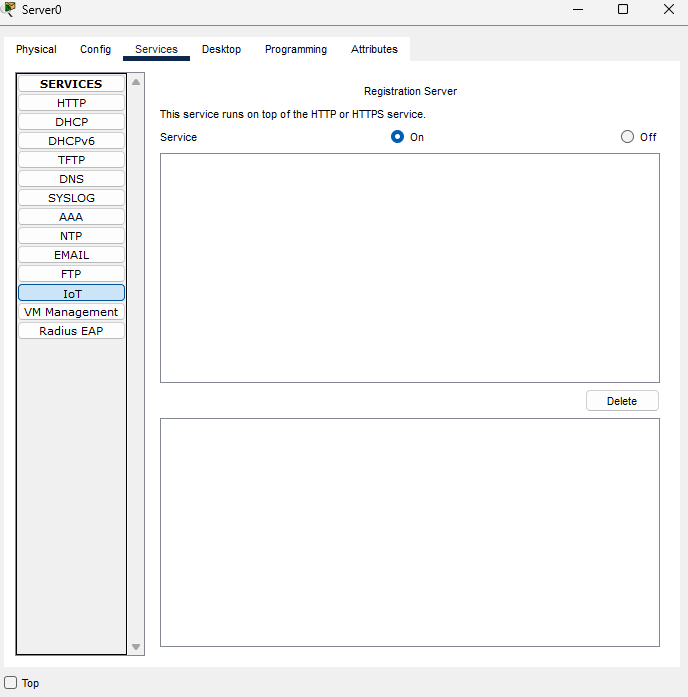 Server0
Physical Config Services Desktop Programming Attributes
SERVICES
HTTP
DHCP
DHCPv6
TFTP
DNS
SYSLOG
AAA
NTP
EMAIL
FTP
IoT
VM Management
Radius EAP
Registration Server
This service runs on top of the HTTP or HTTPS service.
Service On Off
Delete
Top